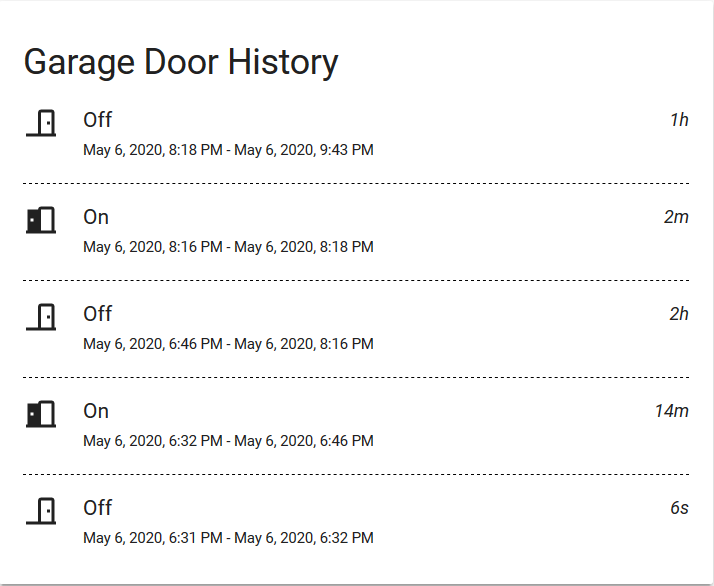 Garage Door History
Off
1h
May 6, 2020, 8:18 PM - May 6, 2020, 9:43 PM
On
2m
May 6, 2020, 8:16 PM - May 6, 2020, 8:18 PM
Off
2h
May 6, 2020, 6:46 PM - May 6, 2020, 8:16 PM
On
14m
May 6, 2020, 6:32 PM - May 6, 2020, 6:46 PM
Off
6s
May 6, 2020, 6:31 PM - May 6, 2020, 6:32 PM